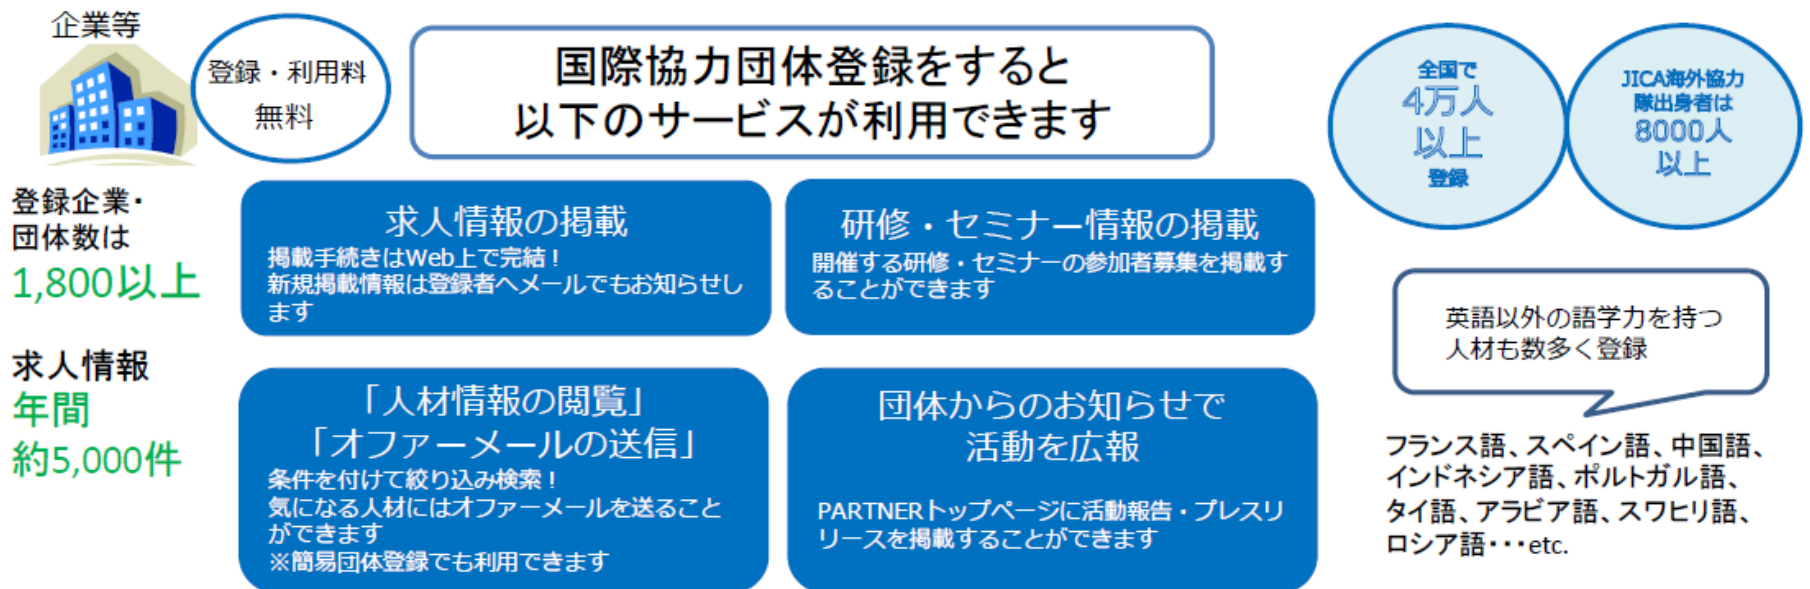 企業等
登録・利用料
無料
国際協力団体登録をすると
以下のサービスが利用できます
全国で
4万人
以上
登録
JICA海外協力
隊出身者は
8000人
以上
登録企業・
団体数は
1,800以上
求人情報
年間
約5,000件
求人情報の掲載
掲載手続きはWeb上で完結！
新規掲載情報は登録者へメールでもお知らせし
ます
研修・セミナー情報の掲載
開催する研修・セミナーの参加者募集を掲載す
ることができます
「人材情報の閲覧」
「オファーメールの送信」
条件を付けて絞り込み検索！
気になる人材にはオファーメールを送ること
ができます
※簡易団体登録でも利用できます
団体からのお知らせで
活動を広報
PARTNERトップページに活動報告・プレスリ
リースを掲載することができます
英語以外の語学力を持つ
人材も数多く登録
フランス語、スペイン語、中国語、
インドネシア語、ポルトガル語、
タイ語、アラビア語、スワヒリ語、
ロシア語・・・etc.